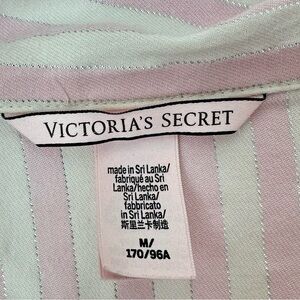 VICTORIA'S SECRET
made in Sri Lanka/
fabriqué au Sri
Lanka/hecho en
Sri Lanka/
fabbricato
in Sri Lanka/
斯里兰卡制造
M/
170/96A